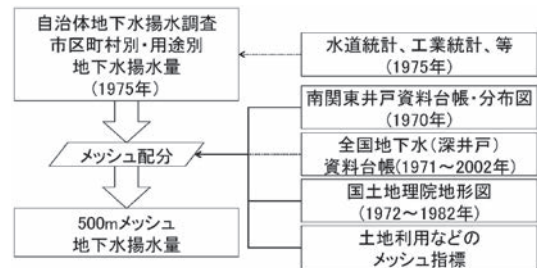 自治体地下水揚水調査
市区町村別・用途別
地下水揚水量
(1975年)
水道統計、工業統計、等
(1975年)
南関東井戸資料台帳・分布図
(1970年)
メッシュ配分
全国地下水(深井戸)
資料台帳(1971～2002年)
国土地理院地形図
(1972～1982年)
500mメッシュ
地下水揚水量
土地利用などの
メッシュ指標